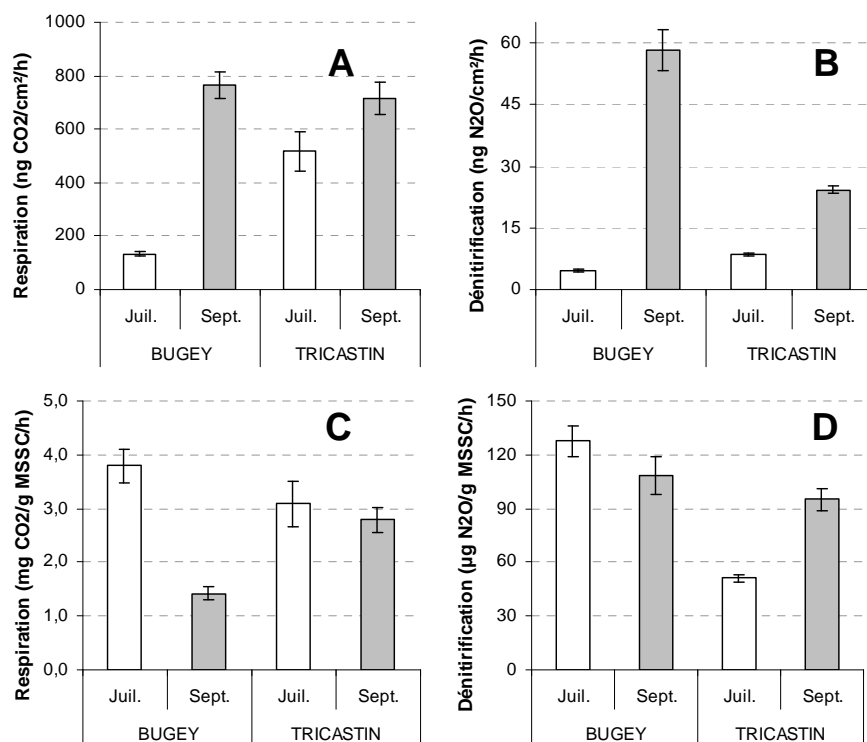 A
Respiration (ng CO2/cm²/h)
1000
800
600
400
200
0
Juil. Sept. Juil. Sept.
BUGEY TRICASTIN
B
Dénitirification (ng N2O/cm²/h)
60
45
30
15
0
Juil. Sept. Juil. Sept.
BUGEY TRICASTIN
C
Respiration (mg CO2/g MSSC/h)
5,0
4,0
3,0
2,0
1,0
0,0
Juil. Sept. Juil. Sept.
BUGEY TRICASTIN
D
Dénitirification (µg N2O/g MSSC/h)
150
120
90
60
30
0
Juil. Sept. Juil. Sept.
BUGEY TRICASTIN